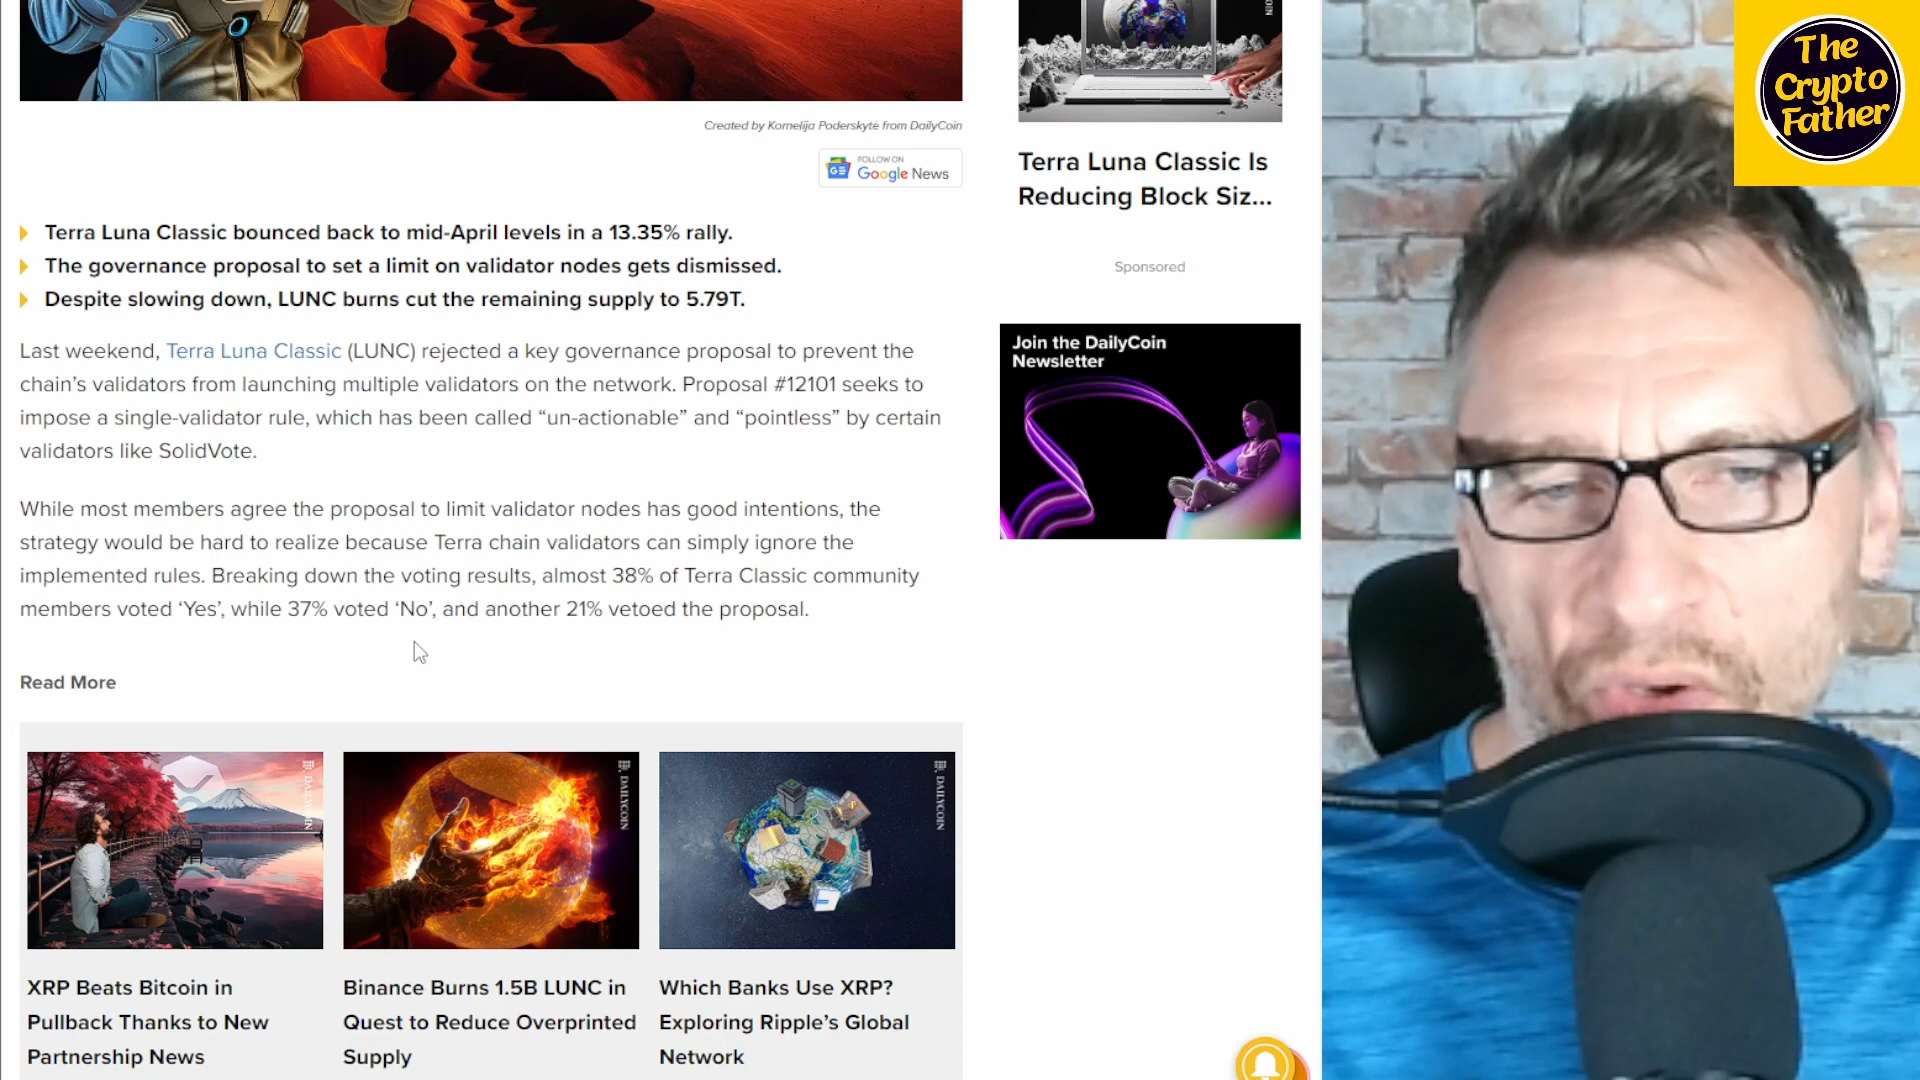 Created by Kornelija Poderskytė from DailyCoin
FOLLOW ON
Google News
Terra Luna Classic bounced back to mid-April levels in a 13.35% rally.
The governance proposal to set a limit on validator nodes gets dismissed.
Despite slowing down, LUNC burns cut the remaining supply to 5.79T.
Last weekend, Terra Luna Classic (LUNC) rejected a key governance proposal to prevent the
chain’s validators from launching multiple validators on the network. Proposal #12101 seeks to
impose a single-validator rule, which has been called “un-actionable” and “pointless” by certain
validators like SolidVote.
While most members agree the proposal to limit validator nodes has good intentions, the
strategy would be hard to realize because Terra chain validators can simply ignore the
implemented rules. Breaking down the voting results, almost 38% of Terra Classic community
members voted ‘Yes’, while 37% voted ‘No’, and another 21% vetoed the proposal.
Read More
DAILYCOIN
DAILYCOIN
DAILYCOIN
XRP Beats Bitcoin in
Pullback Thanks to New
Partnership News
Binance Burns 1.5B LUNC in
Quest to Reduce Overprinted
Supply
Which Banks Use XRP?
Exploring Ripple’s Global
Network
Terra Luna Classic Is
Reducing Block Siz...
Sponsored
Join the DailyCoin
Newsletter
The
Crypto
Father